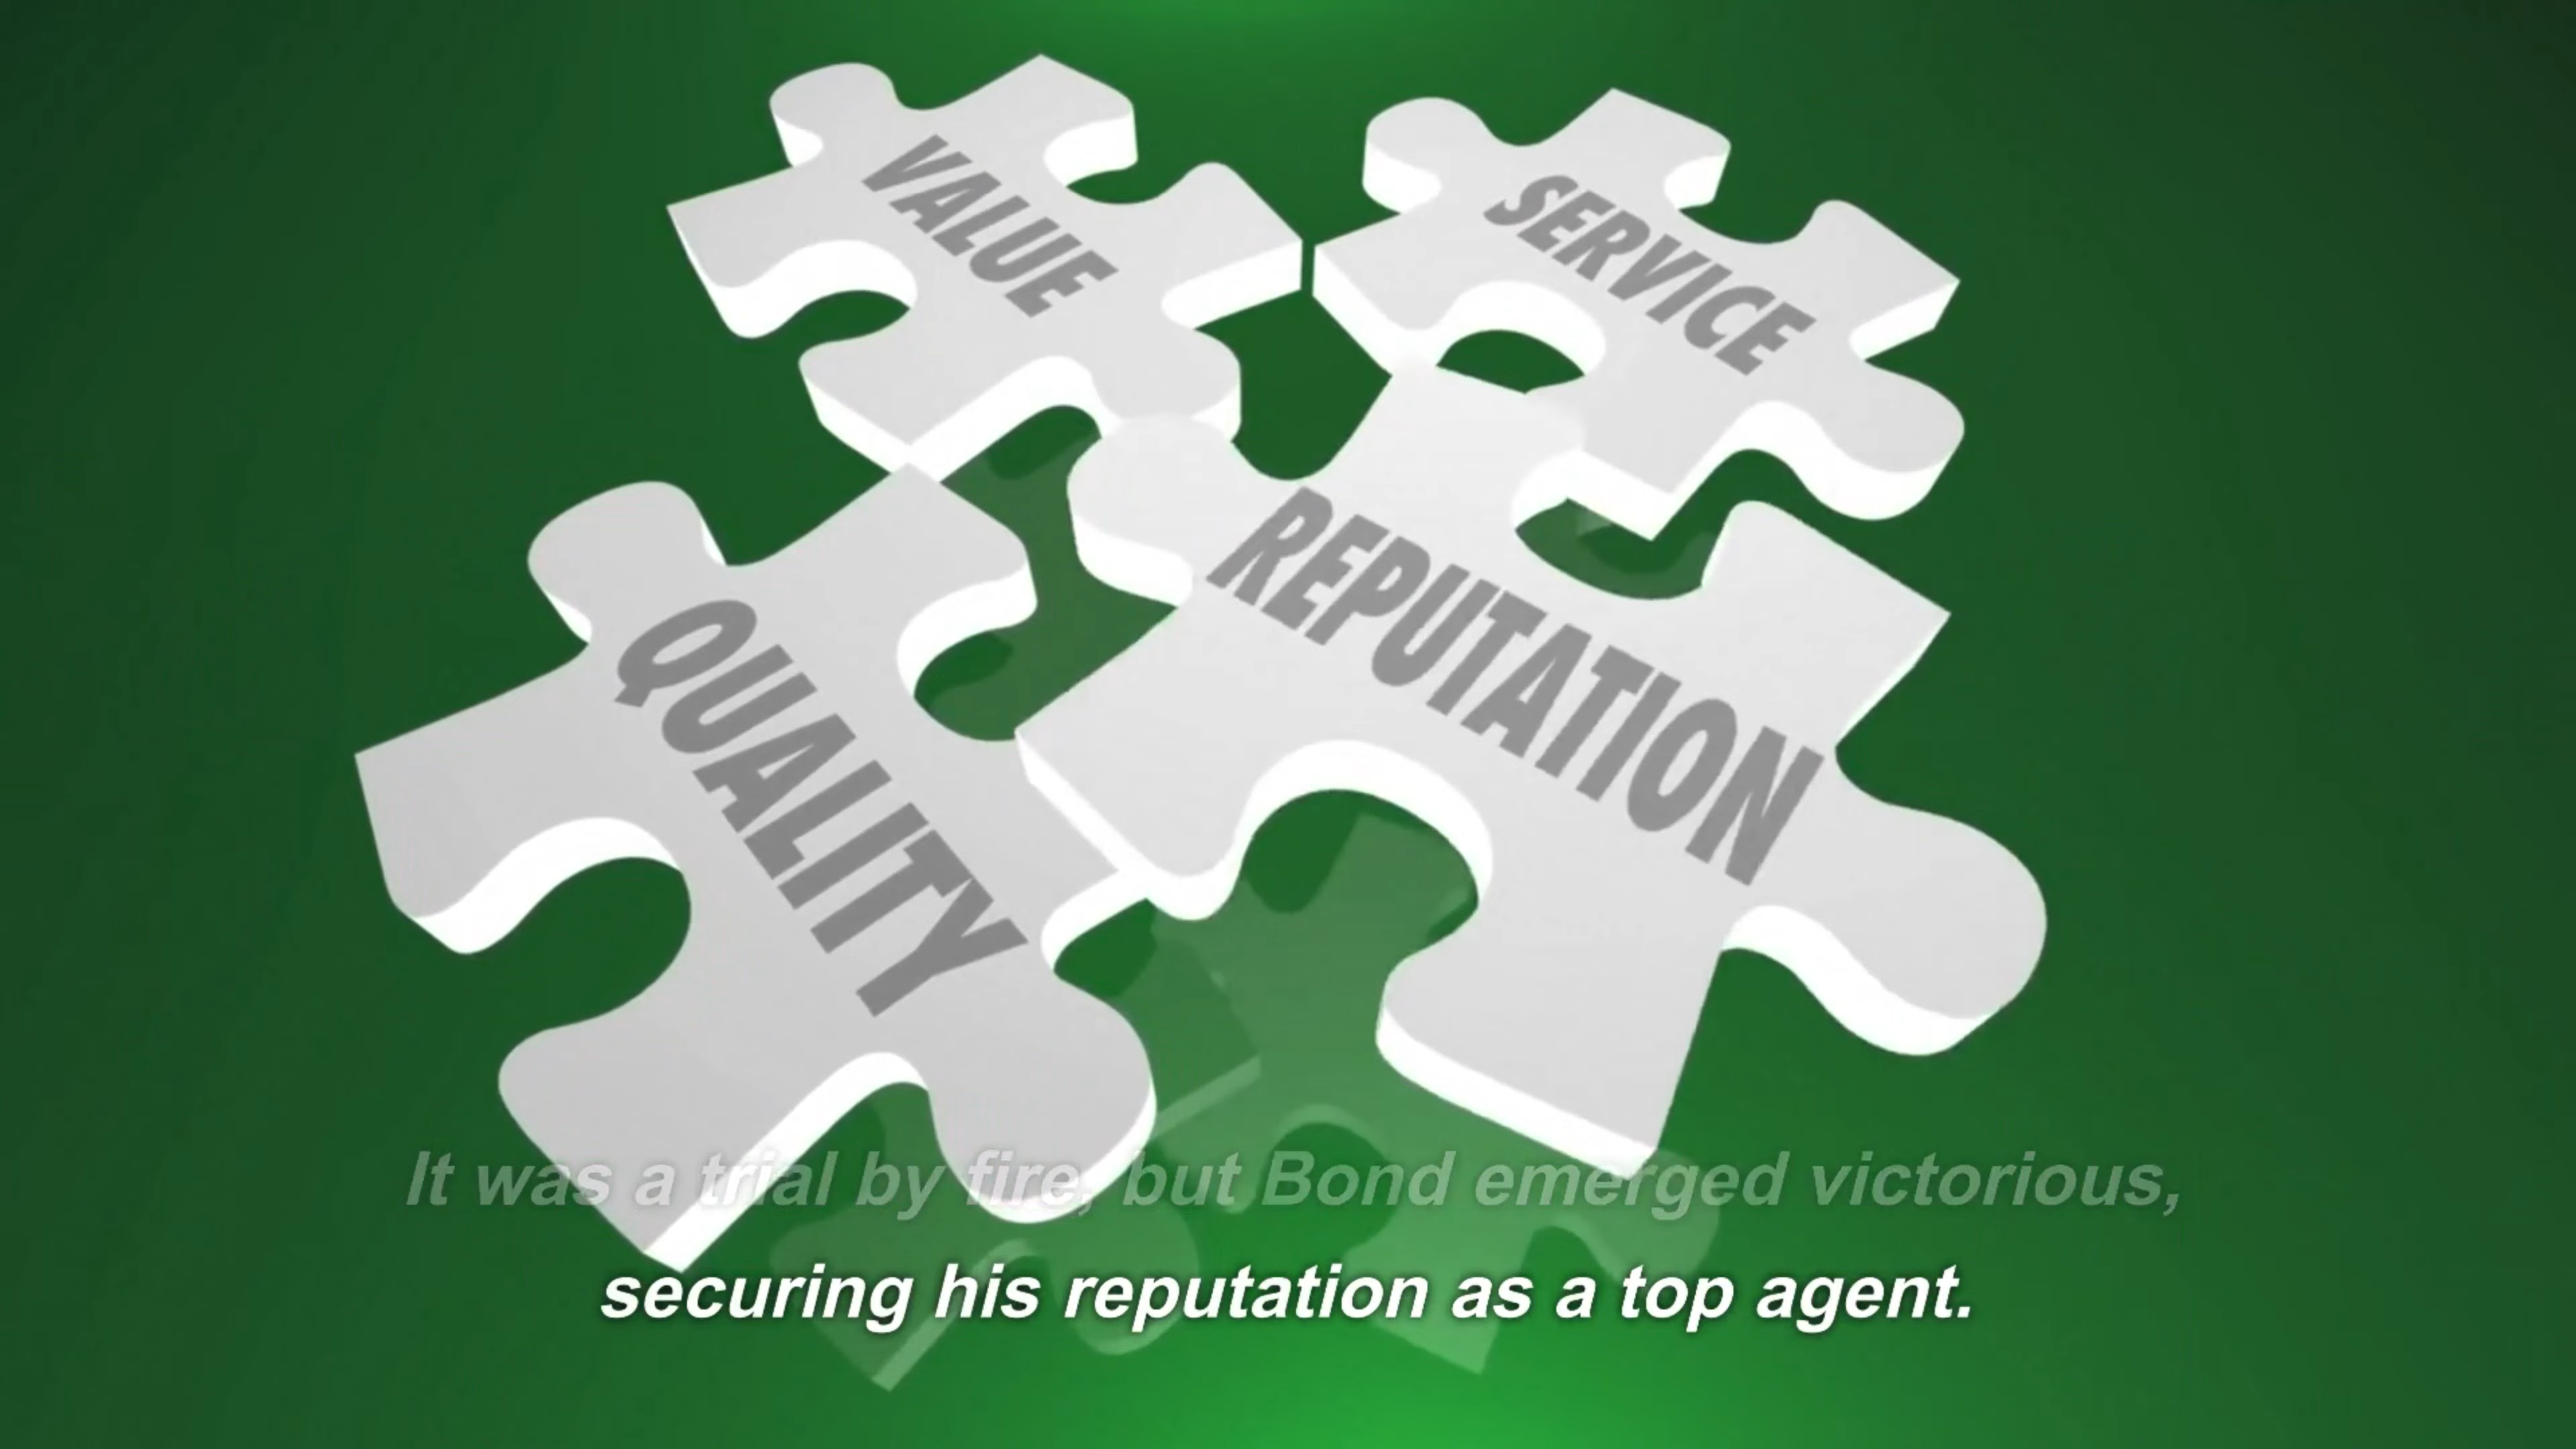 VALUE
SERVICE
REPUTATION
QUALITY
It was a trial by fire, but Bond emerged victorious,
securing his reputation as a top agent.